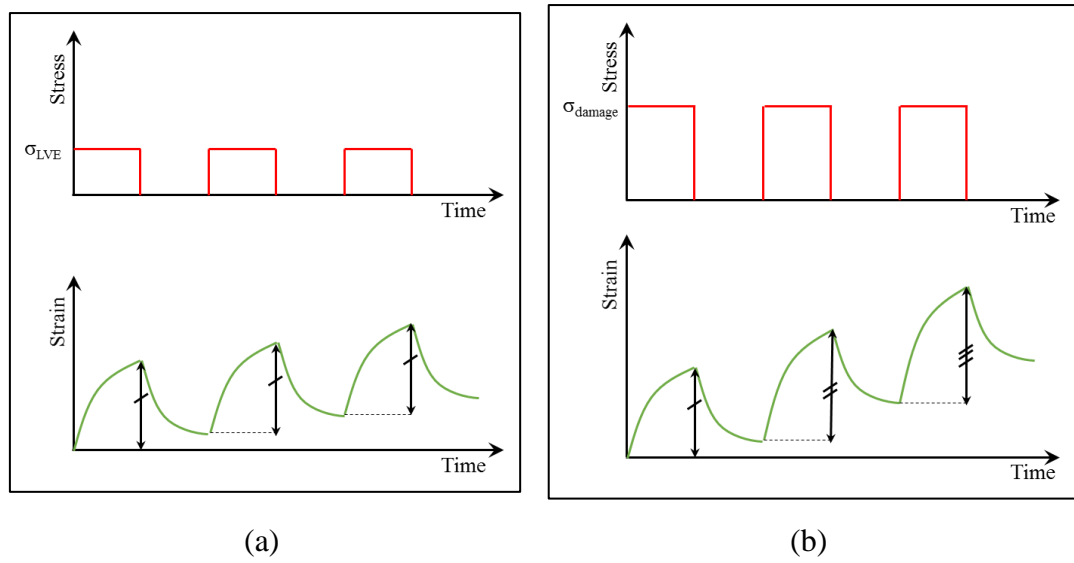 Stress
σLVE
Time
Strain
Time
(a)
Stress
σdamage
Time
Strain
Time
(b)